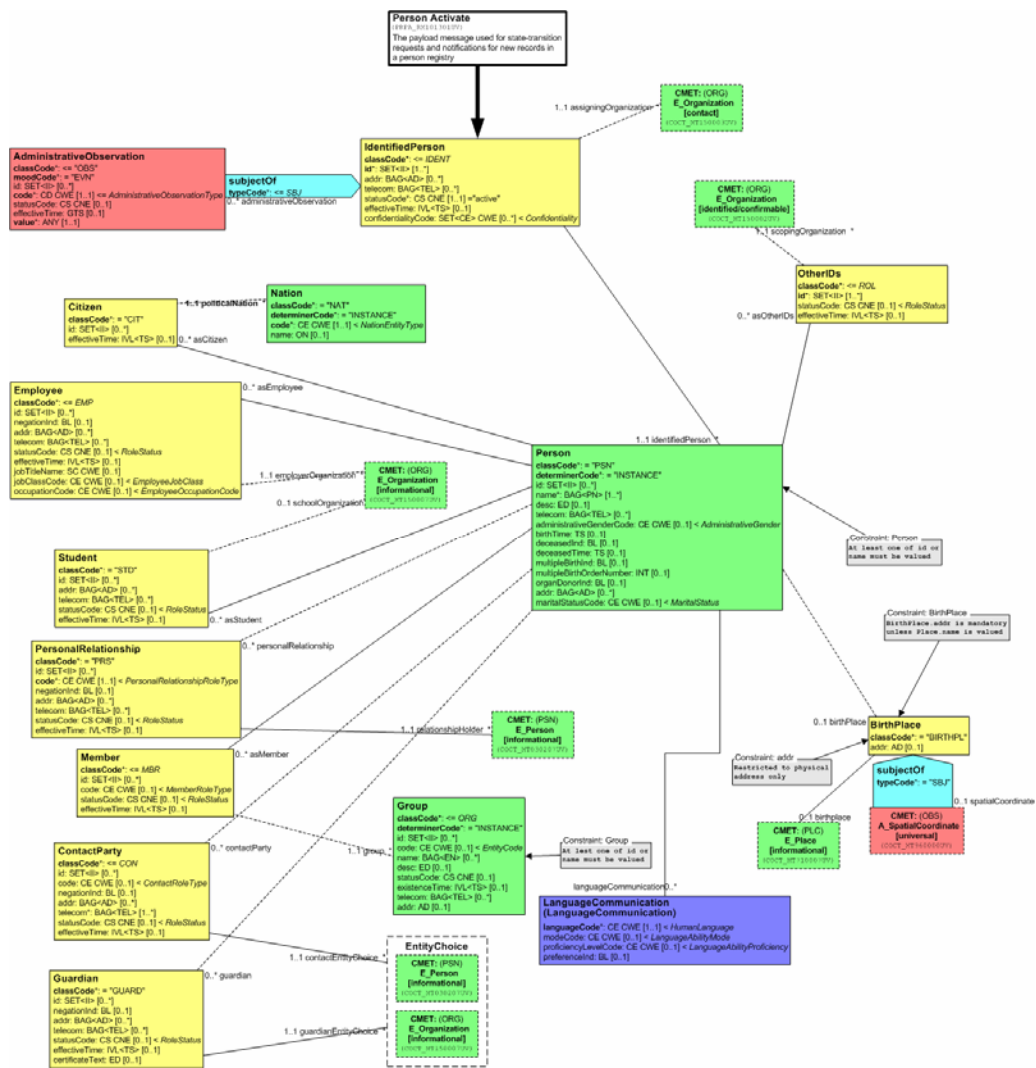 Person Activate
The payload message used for state-transition
requests and notifications for new records in
a person registry
CMET: (ORG)
E_Organization
[contact]
1..1 assigningOrganization
IdentifiedPerson
classCode*: <= IDENT
id*: SET<II> [1..*]
addr: BAG<AD> [0..*]
telecom: BAG<TEL> [0..*]
statusCode*: CS CNE [1..1] ="active"
effectiveTime: IVL<TS> [0..1]
confidentialityCode: SET<CE> CWE [0..*] < Confidentiality
AdministrativeObservation
classCode*: <= "OBS"
moodCode*: = "EVN"
id: SET<II> [0..*]
code*: CD CWE [1..1] <= AdministrativeObservationType
statusCode: CS CNE [0..1]
effectiveTime: GTS [0..1]
value*: ANY [1..1]
subjectOf
typeCode*: <= SBJ
0..* administrativeObservation
CMET: (ORG)
E_Organization
[identified/confirmable]
1..1 scopingOrganization *
OtherIDs
classCode*: <= ROL
id*: SET<II> [1..*]
statusCode: CS CNE [0..1] < RoleStatus
effectiveTime: IVL<TS> [0..1]
0..* asOtherIDs
Citizen
classCode*: = "CIT"
id: SET<II> [0..*]
effectiveTime: IVL<TS> [0..1]
1..1 politicalNation *
Nation
classCode*: = "NAT"
determinerCode*: = "INSTANCE"
code*: CE CWE [1..1] < NationEntityType
name: ON [0..1]
0..* asCitizen
Employee
classCode*: <= EMP
id: SET<II> [0..*]
negationInd: BL [0..1]
addr: BAG<AD> [0..*]
telecom: BAG<TEL> [0..*]
statusCode: CS CNE [0..1] < RoleStatus
effectiveTime: IVL<TS> [0..1]
jobTitleName: SC CWE [0..1]
jobClassCode: CE CWE [0..1] < EmployeeJobClass
occupationCode: CE CWE [0..1] < EmployeeOccupationCode
0..* asEmployee
1..1 employerOrganization *
0..1 schoolOrganization *
CMET: (ORG)
E_Organization
[informational]
1..1 identifiedPerson *
Person
classCode*: = "PSN"
determinerCode*: = "INSTANCE"
id: SET<II> [0..*]
name*: BAG<PN> [1..*]
desc: ED [0..1]
telecom: BAG<TEL> [0..*]
administrativeGenderCode: CE CWE [0..1] < AdministrativeGender
birthTime: TS [0..1]
deceasedInd: BL [0..1]
deceasedTime: TS [0..1]
multipleBirthInd: BL [0..1]
multipleBirthOrderNumber: INT [0..1]
organDonorInd: BL [0..1]
addr: BAG<AD> [0..*]
maritalStatusCode: CE CWE [0..1] < MaritalStatus
Constraint: Person
At least one of id or
name must be valued
Student
classCode*: = "STD"
id: SET<II> [0..*]
addr: BAG<AD> [0..*]
telecom: BAG<TEL> [0..*]
statusCode: CS CNE [0..1] < RoleStatus
effectiveTime: IVL<TS> [0..1]
0..* asStudent
PersonalRelationship
classCode*: = "PRS"
id: SET<II> [0..*]
code*: CE CWE [1..1] < PersonalRelationshipRoleType
negationInd: BL [0..1]
addr: BAG<AD> [0..*]
telecom: BAG<TEL> [0..*]
statusCode: CS CNE [0..1] < RoleStatus
effectiveTime: IVL<TS> [0..1]
0..* personalRelationship
1..1 relationshipHolder *
CMET: (PSN)
E_Person
[informational]
Constraint: BirthPlace
BirthPlace.addr is mandatory
unless Place.name is valued
0..1 birthPlace
BirthPlace
classCode*: = "BIRTHPL"
addr: AD [0..1]
Constraint: addr
Restricted to physical
address only
subjectOf
typeCode*: = "SBJ"
0..1 spatialCoordinate
0..1 birthplace *
CMET: (PLC)
E_Place
[informational]
CMET: (OBS)
A_SpatialCoordinate
[universal]
Member
classCode*: <= MBR
id: SET<II> [0..*]
code: CE CWE [0..1] < MemberRoleType
statusCode: CS CNE [0..1] < RoleStatus
effectiveTime: IVL<TS> [0..1]
0..* asMember
1..1 group *
Group
classCode*: <= ORG
determinerCode*: = "INSTANCE"
id: SET<II> [0..*]
code: CE CWE [0..1] < EntityCode
name: BAG<EN> [0..*]
desc: ED [0..1]
statusCode: CS CNE [0..1]
existenceTime: IVL<TS> [0..1]
telecom: BAG<TEL> [0..*]
addr: AD [0..1]
Constraint: Group
At least one of id or
name must be valued
ContactParty
classCode*: <= CON
id: SET<II> [0..*]
code: CE CWE [0..1] < ContactRoleType
negationInd: BL [0..1]
addr: BAG<AD> [0..*]
telecom*: BAG<TEL> [1..*]
statusCode: CS CNE [0..1] < RoleStatus
effectiveTime: IVL<TS> [0..1]
0..* contactParty
languageCommunication 0..*
LanguageCommunication
(LanguageCommunication)
languageCode*: CE CWE [1..1] < HumanLanguage
modeCode: CE CWE [0..1] < LanguageAbilityMode
proficiencyLevelCode: CE CWE [0..1] < LanguageAbilityProficiency
preferenceInd: BL [0..1]
EntityChoice
1..1 contactEntityChoice *
CMET: (PSN)
E_Person
[informational]
1..1 guardianEntityChoice *
CMET: (ORG)
E_Organization
[informational]
Guardian
classCode*: = "GUARD"
id: SET<II> [0..*]
negationInd: BL [0..1]
addr: BAG<AD> [0..*]
telecom: BAG<TEL> [0..*]
statusCode: CS CNE [0..1] < RoleStatus
effectiveTime: IVL<TS> [0..1]
certificateText: ED [0..1]
0..* guardian